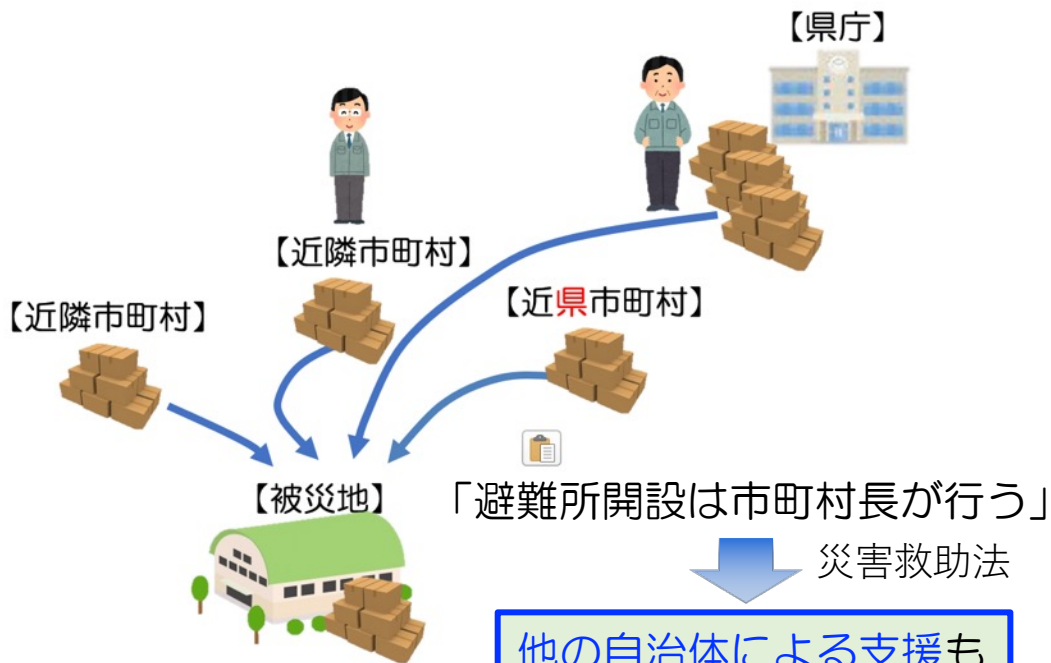 【県庁】
【近隣市町村】
【近隣市町村】
【近県市町村】
【被災地】
「避難所開設は市町村長が行う」
災害救助法
他の自治体による支援も